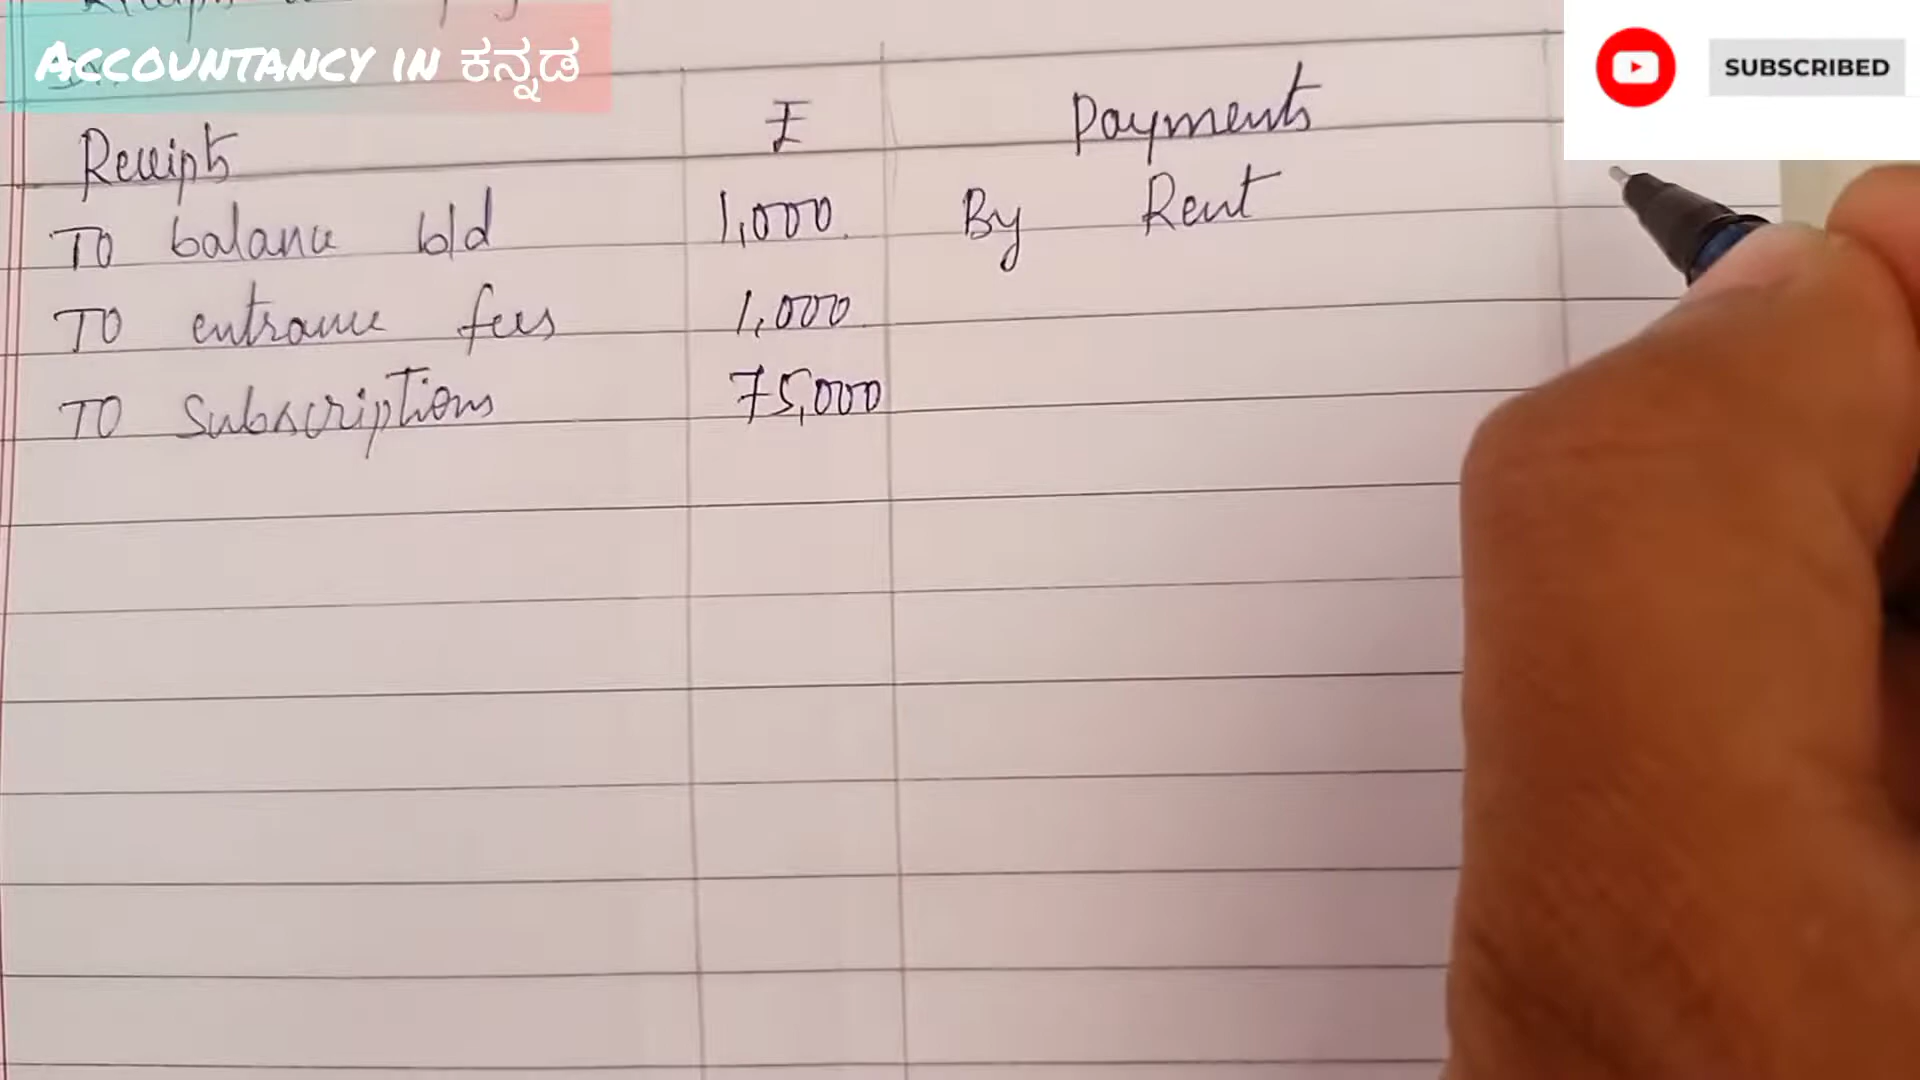 ACCOUNTANCY IN ಕನ್ನಡ
SUBSCRIBED
Receipts ₹ Payments
TO balance b/d 1,000 By Rent
TO entrance fees 1,000
TO Subscriptions 75,000